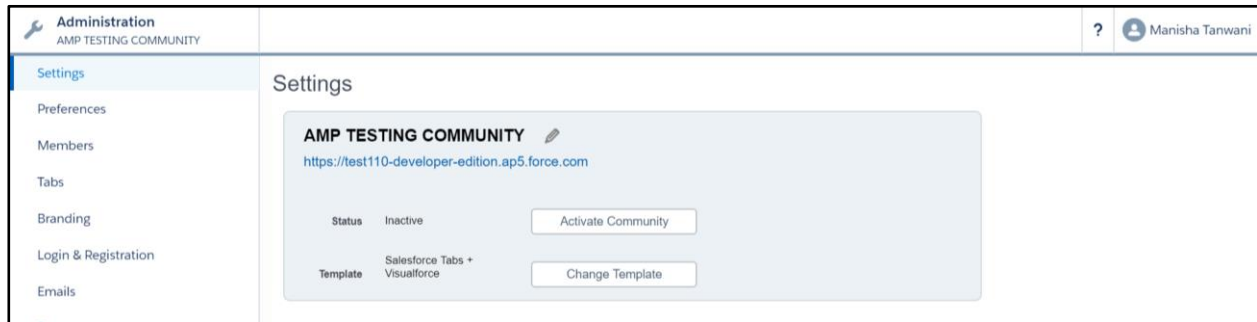 Administration
AMP TESTING COMMUNITY
?
Manisha Tanwani
Settings
Preferences
Members
Tabs
Branding
Login & Registration
Emails
Settings
AMP TESTING COMMUNITY
https://test110-developer-edition.ap5.force.com
Status Inactive Activate Community
Template Salesforce Tabs +
Visualforce Change Template